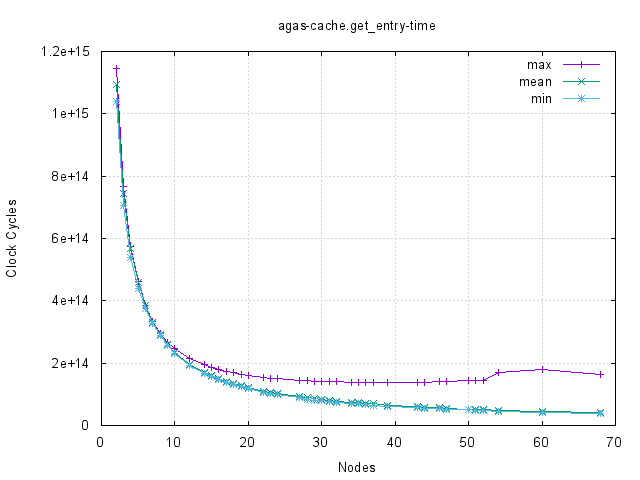 agas-cache.get_entry-time
1.2e+15
1e+15
8e+14
6e+14
4e+14
2e+14
0
Clock Cycles
max
mean
min
0 10 20 30 40 50 60 70
Nodes